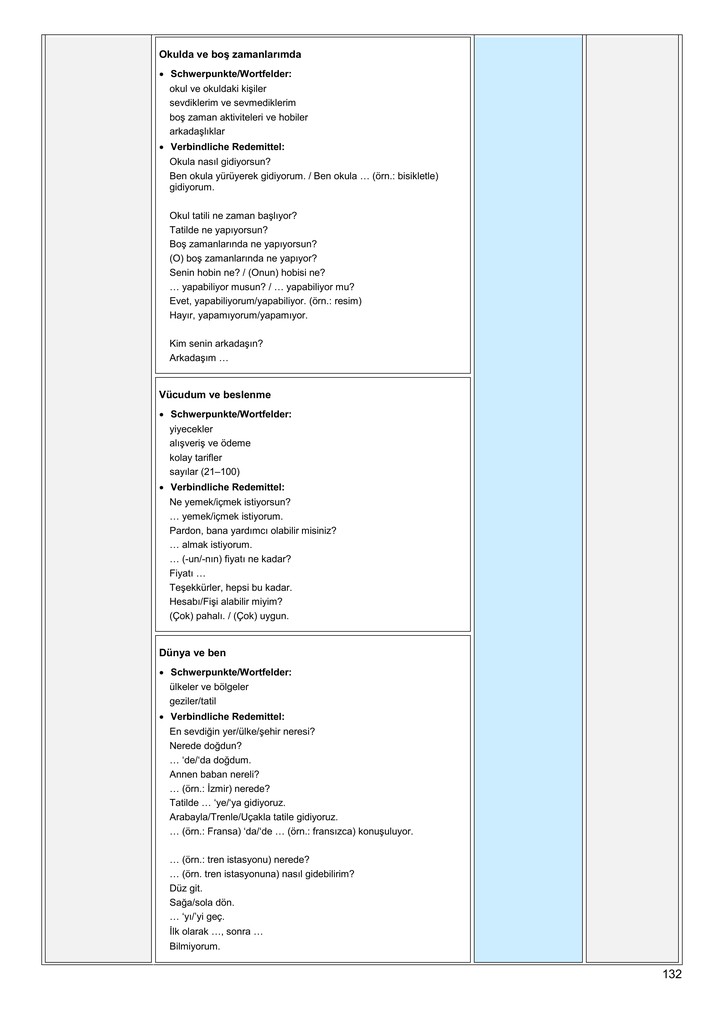 Okulda ve boş zamanlarımda
• Schwerpunkte/Wortfelder:
okul ve okuldaki kişiler
sevdiklerim ve sevmediklerim
boş zaman aktiviteleri ve hobiler
arkadaşlıklar
• Verbindliche Redemittel:
Okula nasıl gidiyorsun?
Ben okula yürüyerek gidiyorum. / Ben okula … (örn.: bisikletle)
gidiyorum.
Okul tatili ne zaman başlıyor?
Tatilde ne yapıyorsun?
Boş zamanlarında ne yapıyorsun?
(O) boş zamanlarında ne yapıyor?
Senin hobin ne? / (Onun) hobisi ne?
… yapabiliyor musun? / … yapabiliyor mu?
Evet, yapabiliyorum/yapabiliyor. (örn.: resim)
Hayır, yapamıyorum/yapamıyor.
Kim senin arkadaşın?
Arkadaşım …
Vücudum ve beslenme
• Schwerpunkte/Wortfelder:
yiyecekler
alışveriş ve ödeme
kolay tarifler
sayılar (21–100)
• Verbindliche Redemittel:
Ne yemek/içmek istiyorsun?
… yemek/içmek istiyorum.
Pardon, bana yardımcı olabilir misiniz?
… almak istiyorum.
… (-un/-nın) fiyatı ne kadar?
Fiyatı …
Teşekkürler, hepsi bu kadar.
Hesabı/Fişi alabilir miyim?
(Çok) pahalı. / (Çok) uygun.
Dünya ve ben
• Schwerpunkte/Wortfelder:
ülkeler ve bölgeler
geziler/tatil
• Verbindliche Redemittel:
En sevdiğin yer/ülke/şehir neresi?
Nerede doğdun?
… 'de/'da doğdum.
Annen baban nereli?
… (örn.: İzmir) nerede?
Tatilde … 'ye/'ya gidiyoruz.
Arabayla/Trenle/Uçakla tatile gidiyoruz.
… (örn.: Fransa) 'da/'de … (örn.: fransızca) konuşuluyor.
… (örn.: tren istasyonu) nerede?
… (örn. tren istasyonuna) nasıl gidebilirim?
Düz git.
Sağa/sola dön.
… 'yı/'yi geç.
İlk olarak …, sonra …
Bilmiyorum.
132